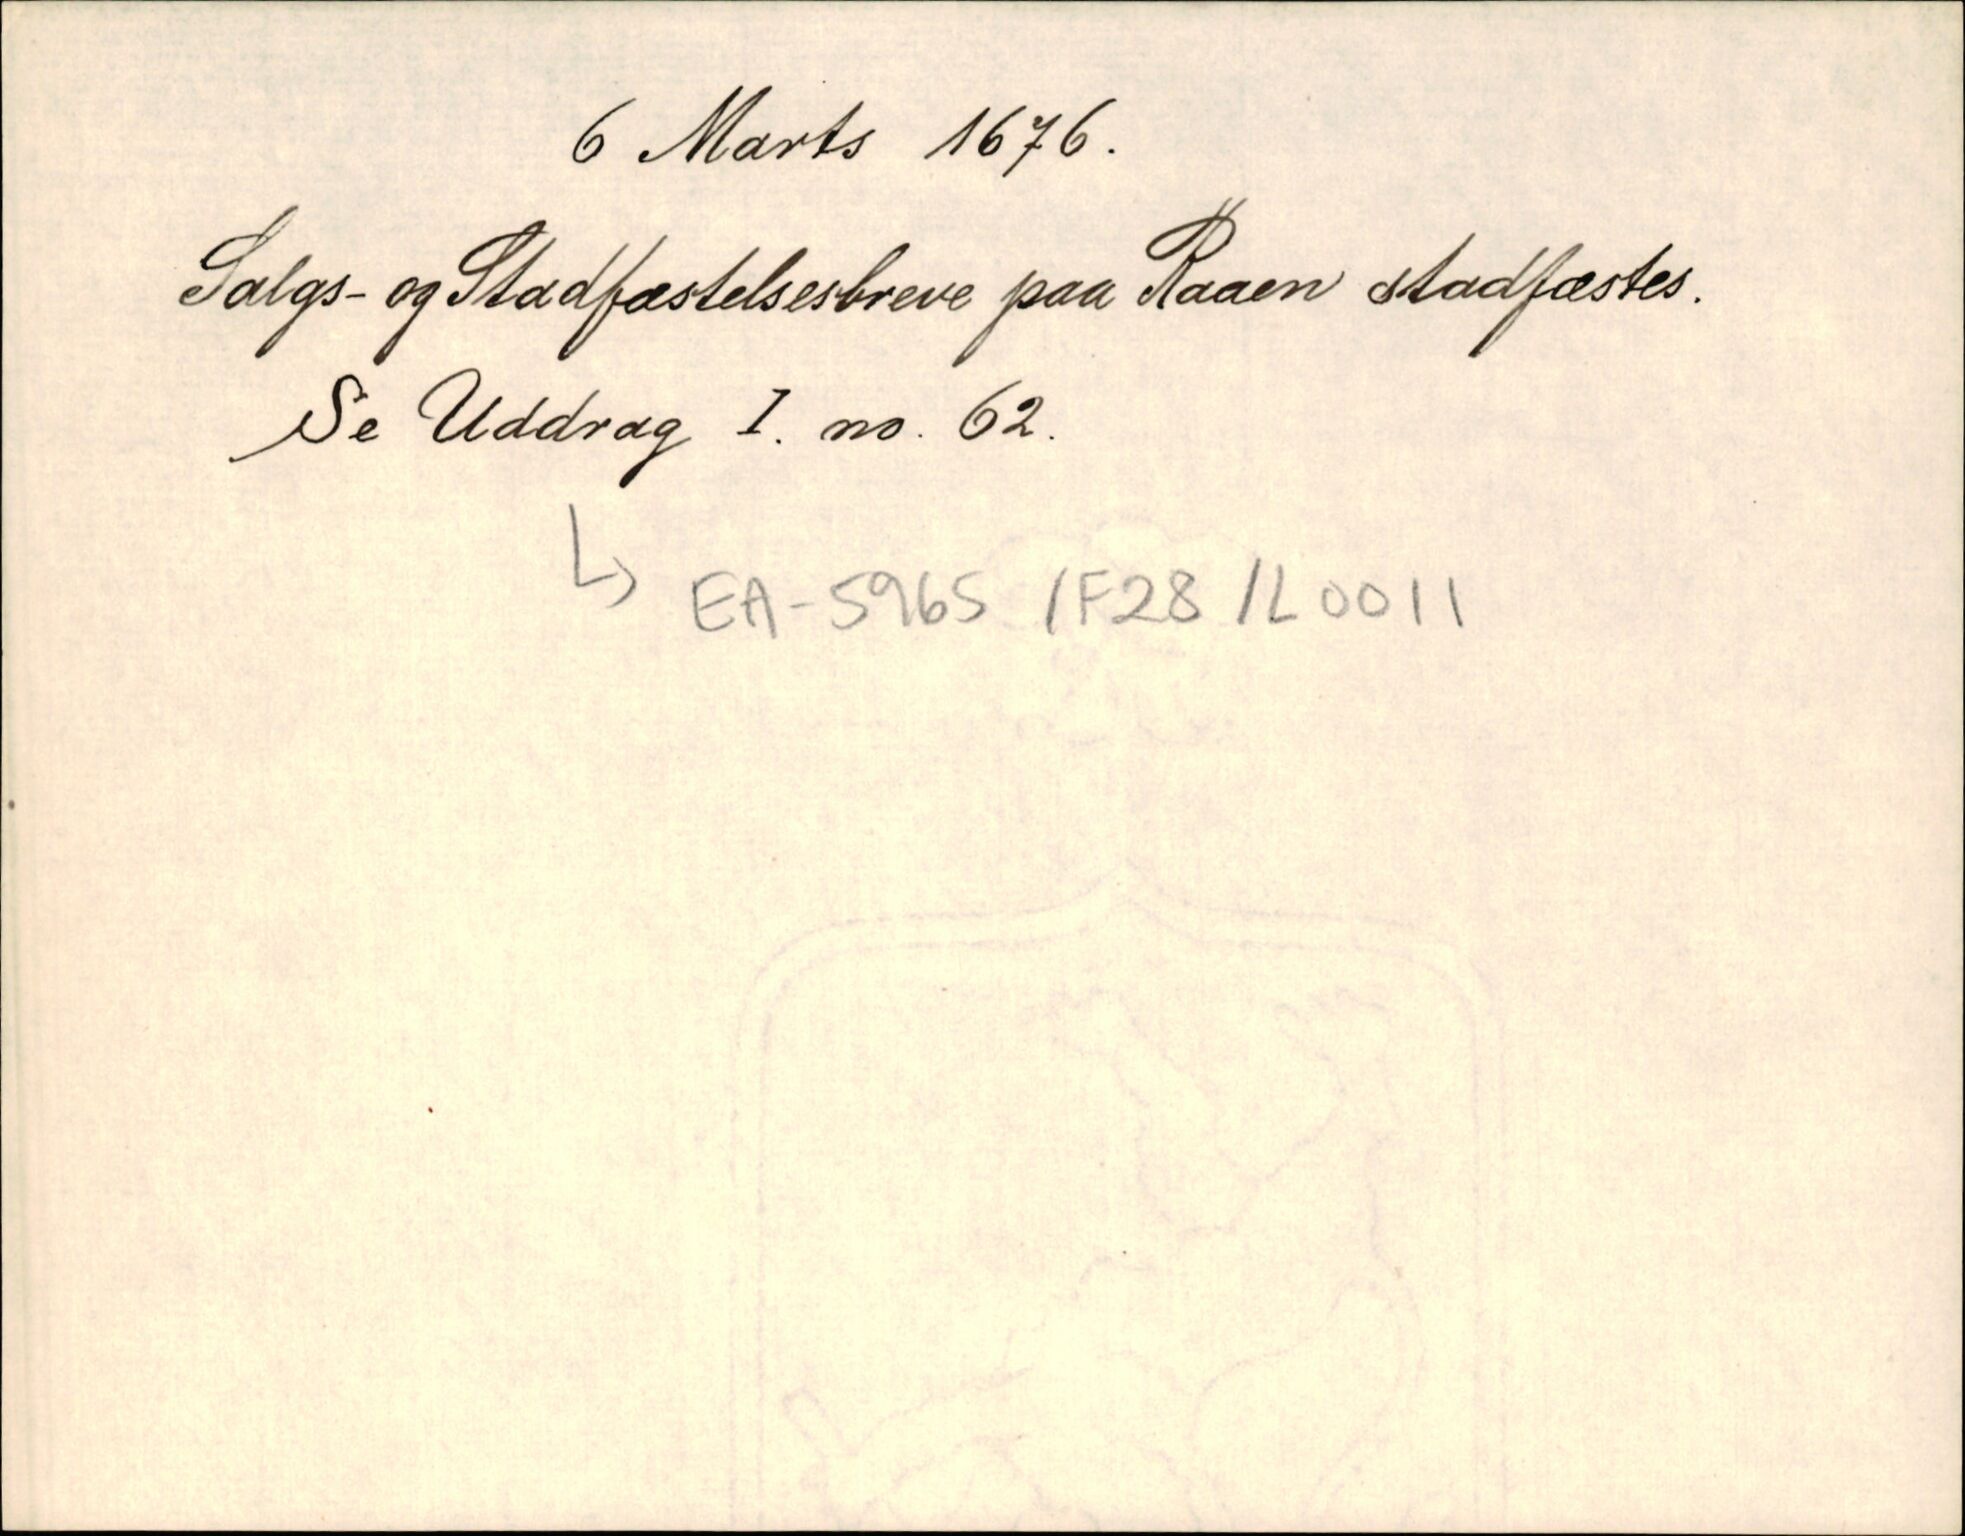 6 Marts 1676.
Salgs- og Stadfæstelsesbreve paa Raaen stadfæstes.
Se Uddrag I. no. 62.
↳ EA-5965 /F28 /L0011